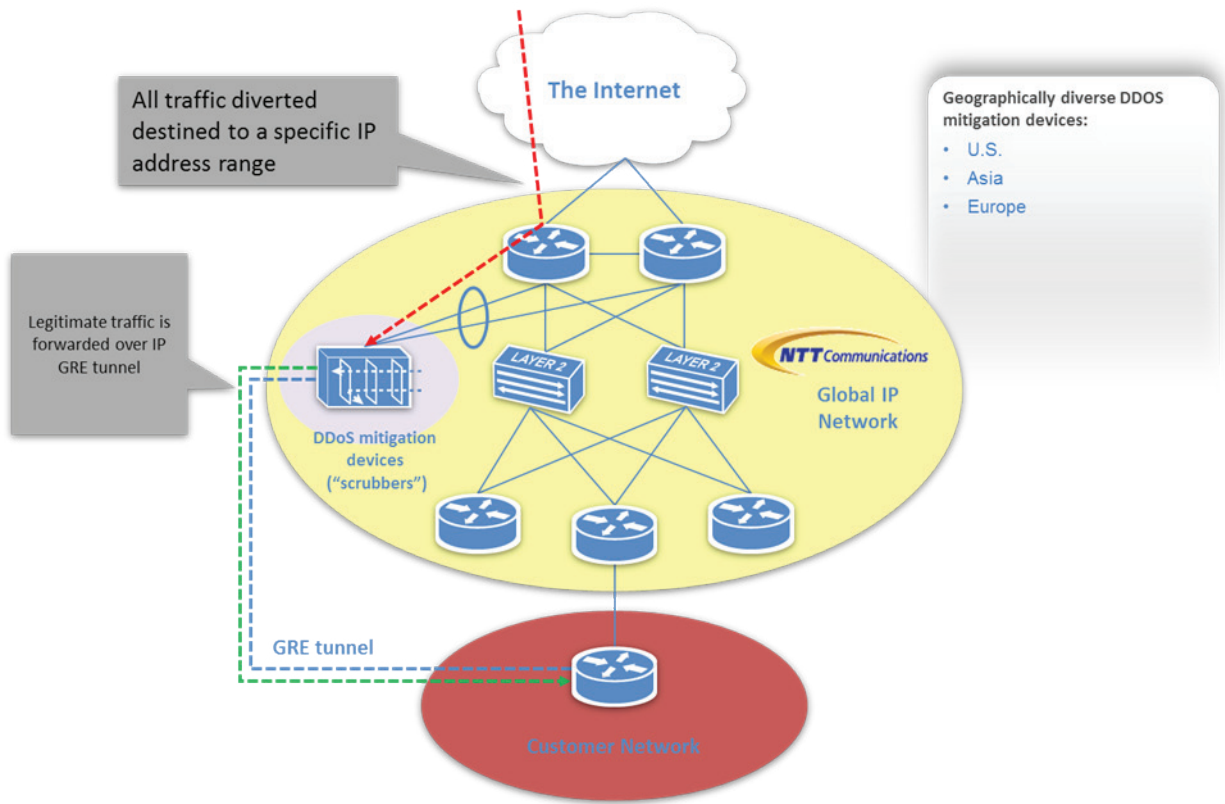 The Internet
All traffic diverted
destined to a specific IP
address range
Geographically diverse DDOS
mitigation devices:
• U.S.
• Asia
• Europe
Legitimate traffic is
forwarded over IP
GRE tunnel
LAYER 2
LAYER 2
NTT Communications
Global IP
Network
DDoS mitigation
devices
(“scrubbers”)
GRE tunnel
Customer Network